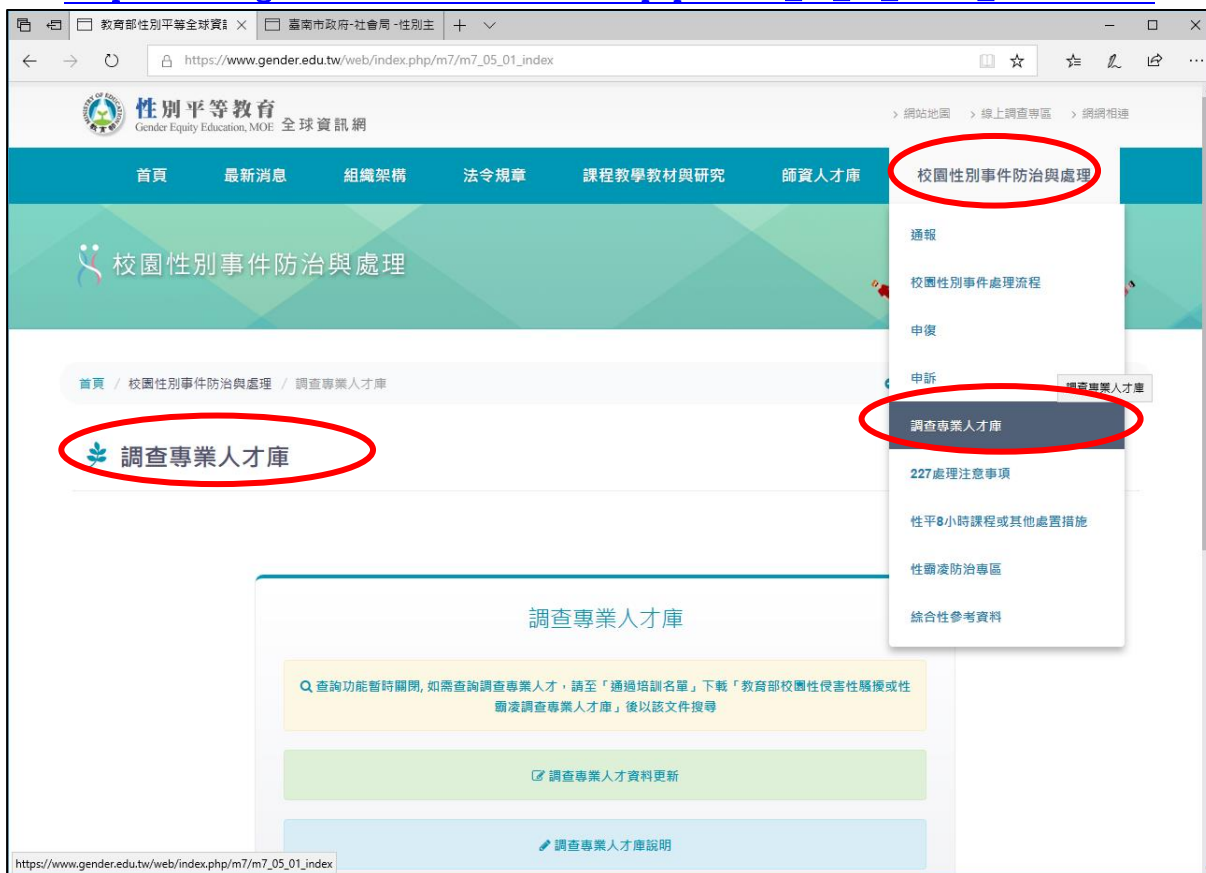 教育部性別平等全球資
臺南市政府-社會局-性別主
https://www.gender.edu.tw/web/index.php/m7/m7_05_01_index
性別平等教育
Gender Equity Education, MOE 全球資訊網
> 網站地圖 > 線上調查專區 > 網網相連
首頁 最新消息 組織架構 法令規章 課程教學教材與研究 師資人才庫 校園性別事件防治與處理
校園性別事件防治與處理
通報
校園性別事件處理流程
申復
申訴
調查專業人才庫
調查專業人才庫
227處理注意事項
性平8小時課程或其他處置措施
性霸凌防治專區
綜合性參考資料
首頁 / 校園性別事件防治與處理 / 調查專業人才庫
調查專業人才庫
調查專業人才庫
查詢功能暫時關閉, 如需查詢調查專業人才，請至「通過培訓名單」下載「教育部校園性侵害性騷擾或性
霸凌調查專業人才庫」後以該文件搜尋
調查專業人才資料更新
調查專業人才庫說明
https://www.gender.edu.tw/web/index.php/m7/m7_05_01_index